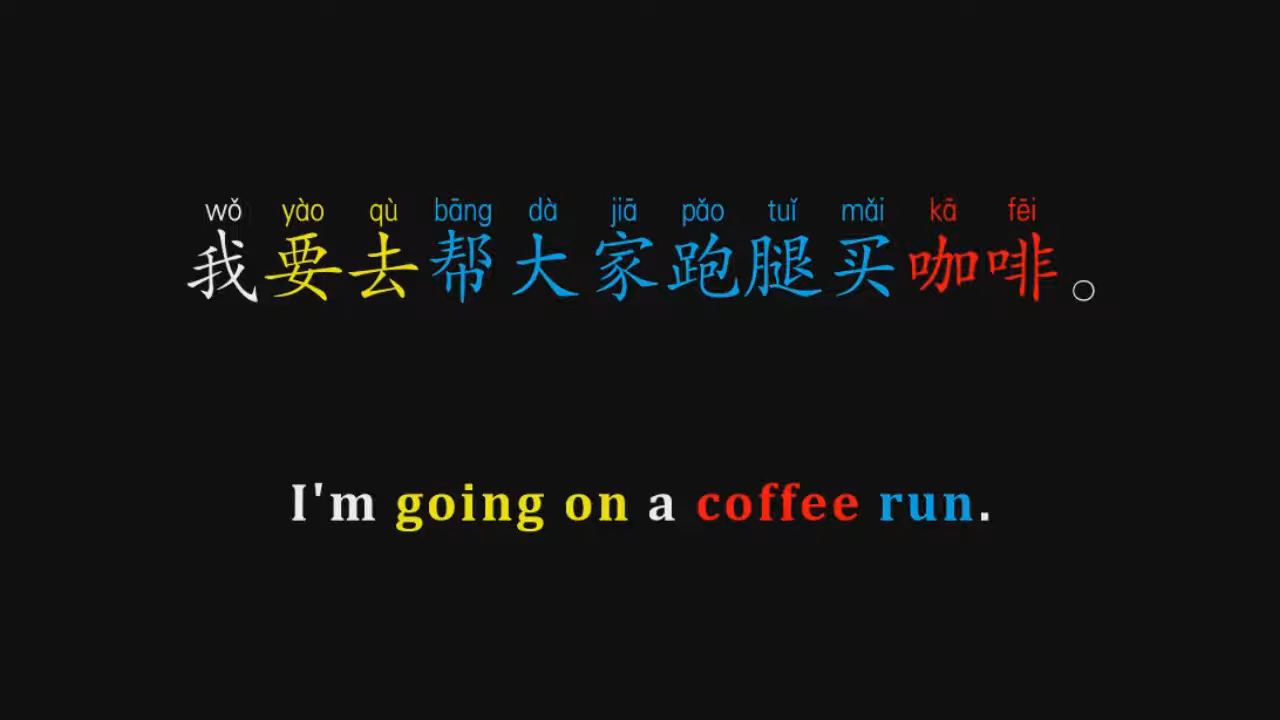 wǒ yào qù bāng dà jiā pǎo tuǐ mǎi kā fēi
我要去帮大家跑腿买咖啡。
I'm going on a coffee run.